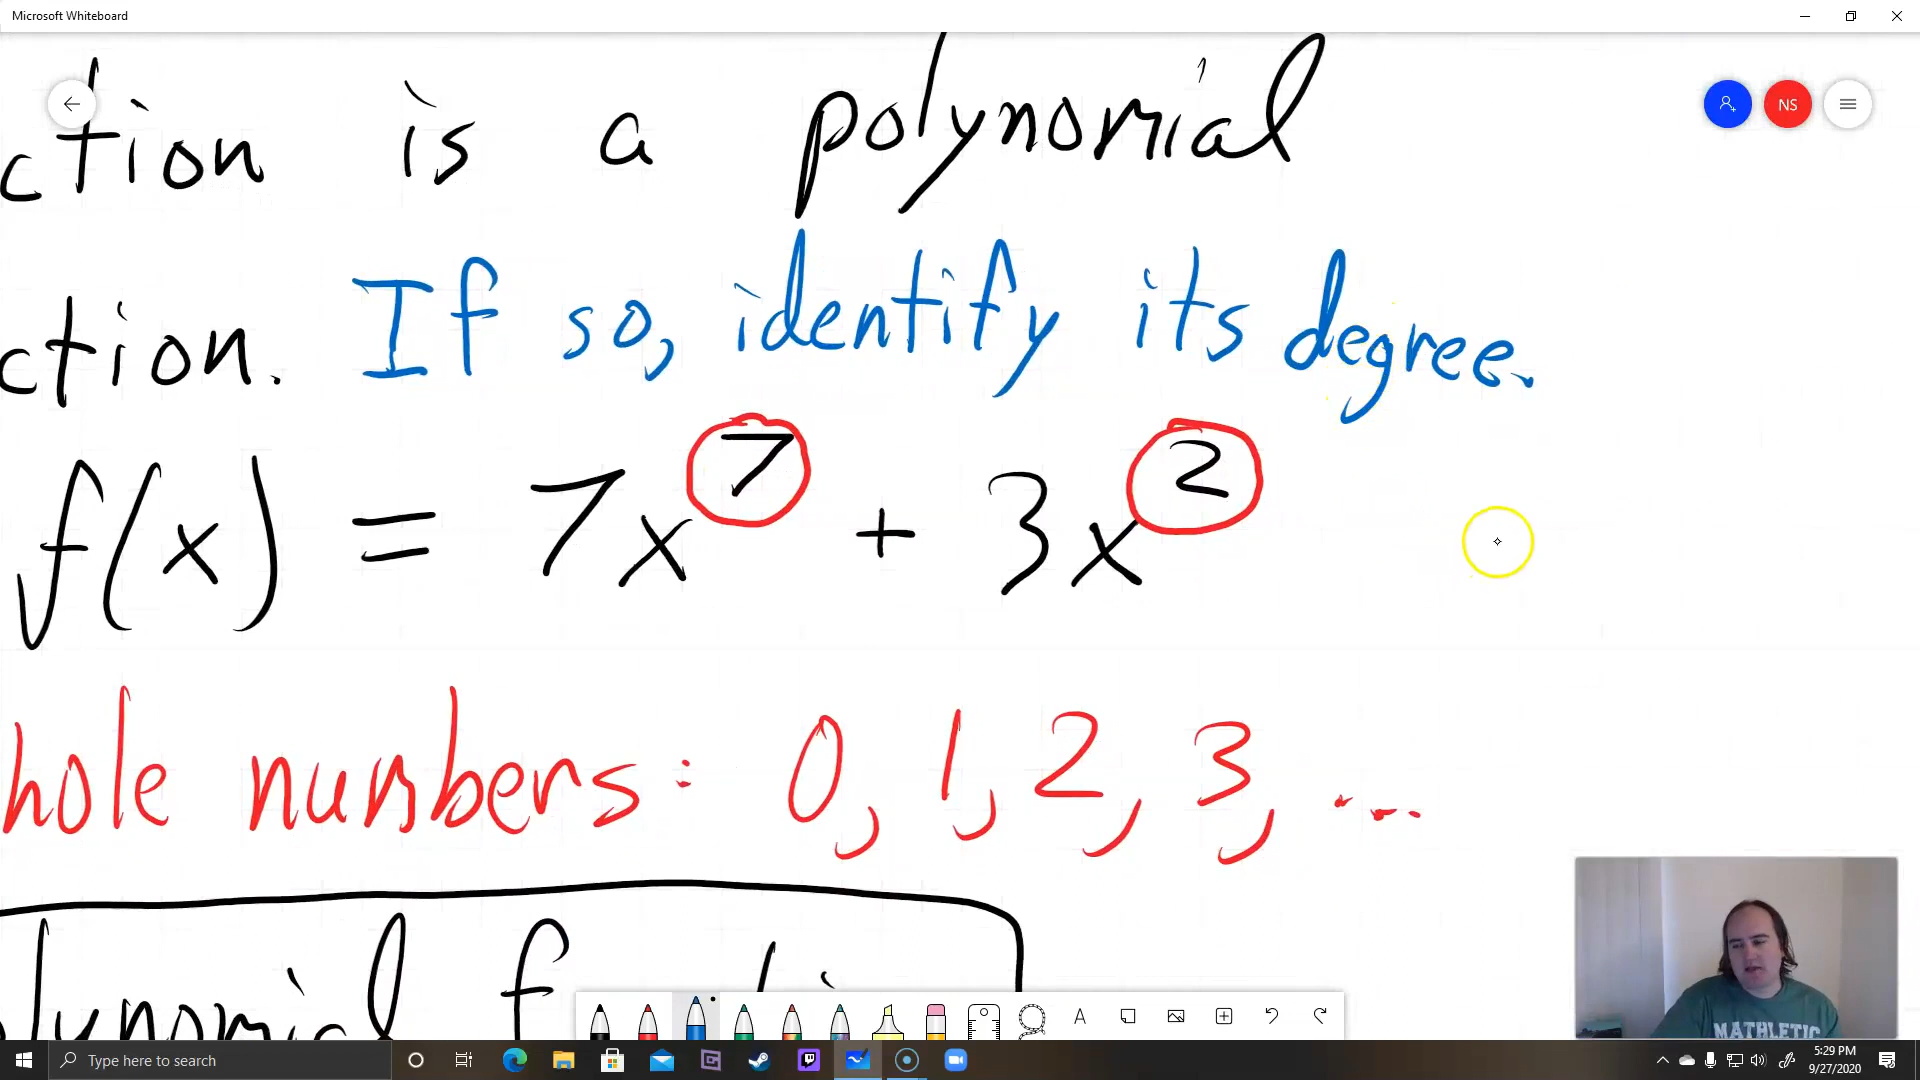 Microsoft Whiteboard
ction is a polynomial
NS
ction. If so, identify its degree.
f(x) = 7x^7 + 3x^2
hole numbers: 0, 1, 2, 3, ...
olynomial f
A
MATHLETIC
Type here to search
5:29 PM
9/27/2020